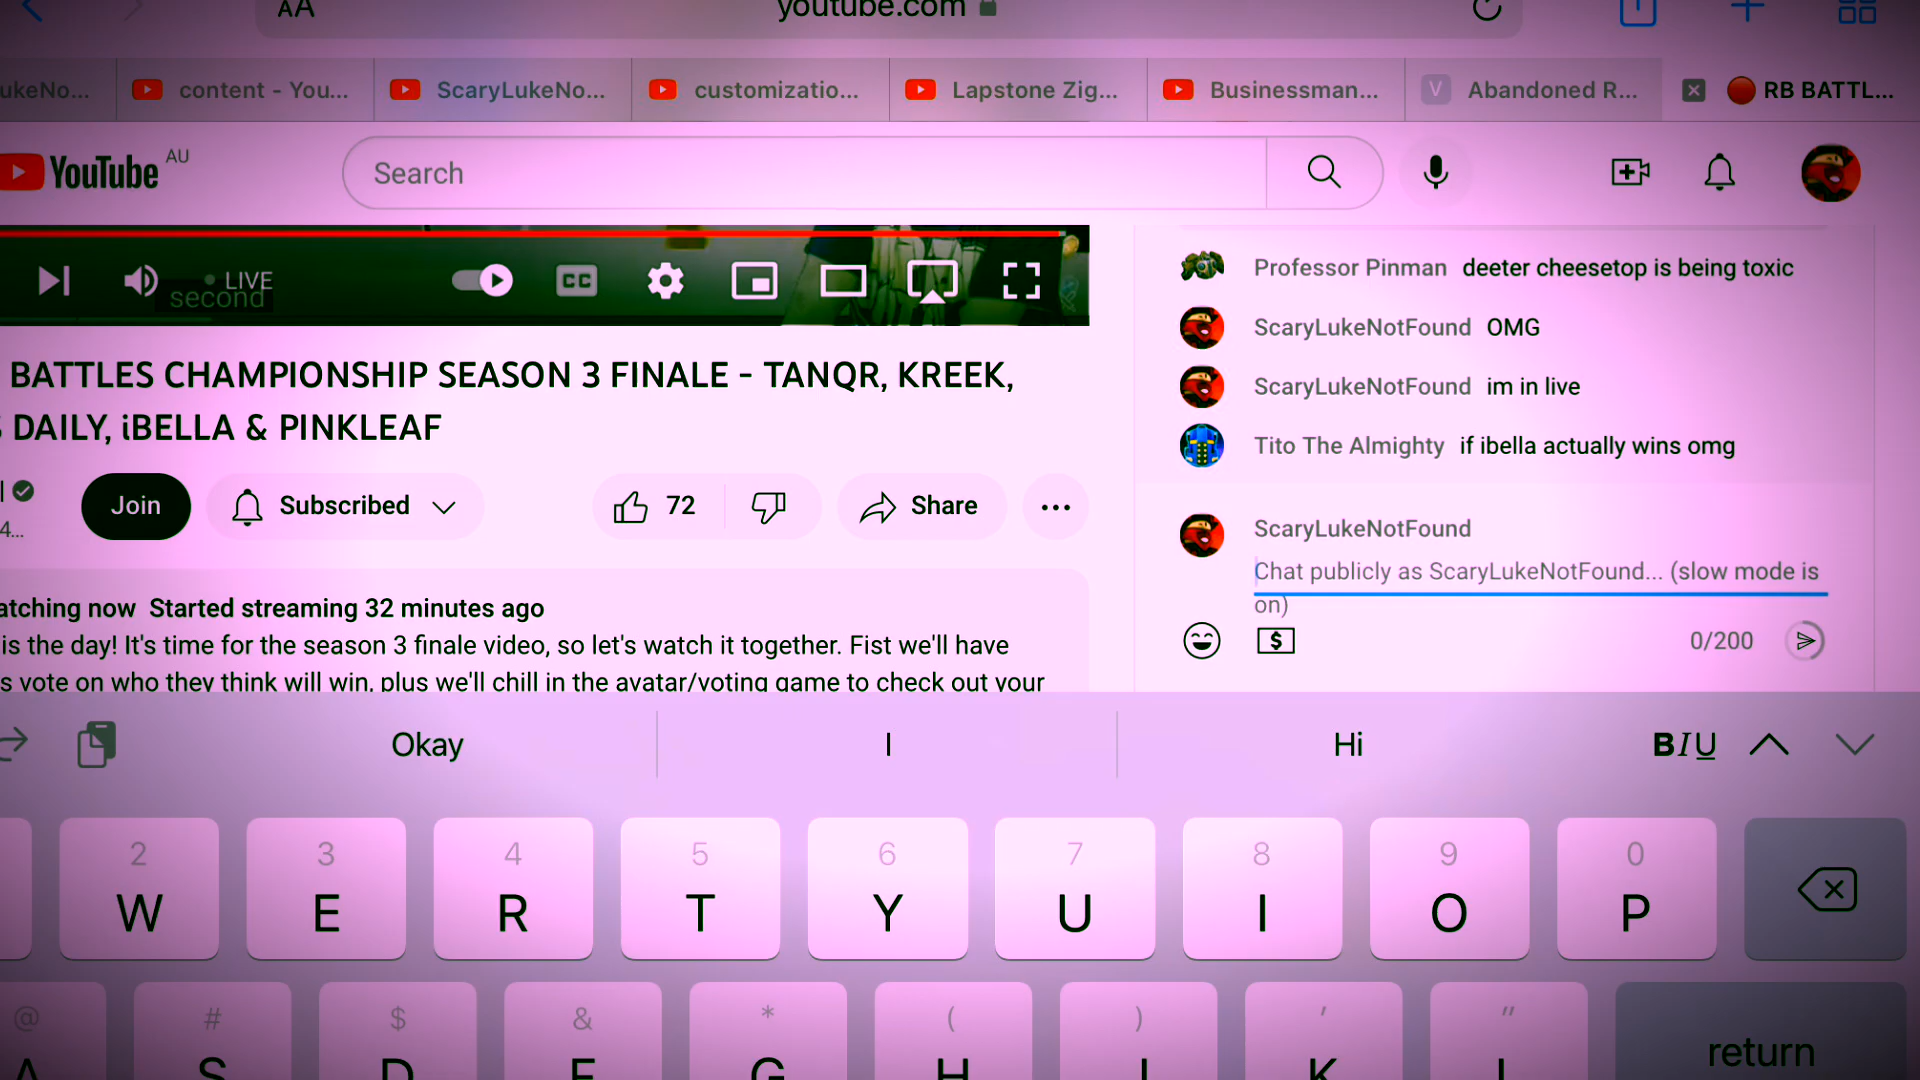 AA
youtube.com
ukeNo...
content - You...
ScaryLukeNo...
customizatio...
Lapstone Zig...
Businessman...
V
Abandoned R...
RB BATTL...
YouTube AU
Search
LIVE
second
CC
BATTLES CHAMPIONSHIP SEASON 3 FINALE - TANQR, KREEK,
DAILY, iBELLA & PINKLEAF
4...
Join
Subscribed
72
Share
atching now Started streaming 32 minutes ago
is the day! It's time for the season 3 finale video, so let's watch it together. Fist we'll have
s vote on who they think will win, plus we'll chill in the avatar/voting game to check out your
Professor Pinman deeter cheesetop is being toxic
ScaryLukeNotFound OMG
ScaryLukeNotFound im in live
Tito The Almighty if ibella actually wins omg
ScaryLukeNotFound
Chat publicly as ScaryLukeNotFound... (slow mode is
on)
$
0/200
Okay
I
Hi
BIU
2 3 4 5 6 7 8 9 0
W E R T Y U I O P
@ # $ & * ( ) ' "
A S D F G H J K L
return